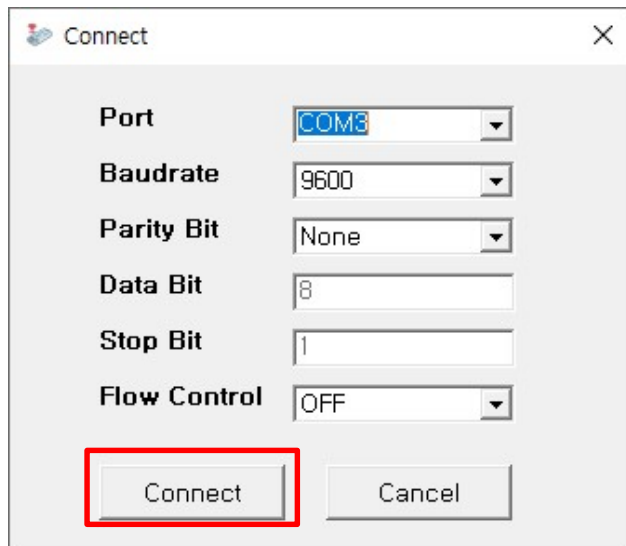 Connect
Port COM3
Baudrate 9600
Parity Bit None
Data Bit 8
Stop Bit 1
Flow Control OFF
Connect Cancel